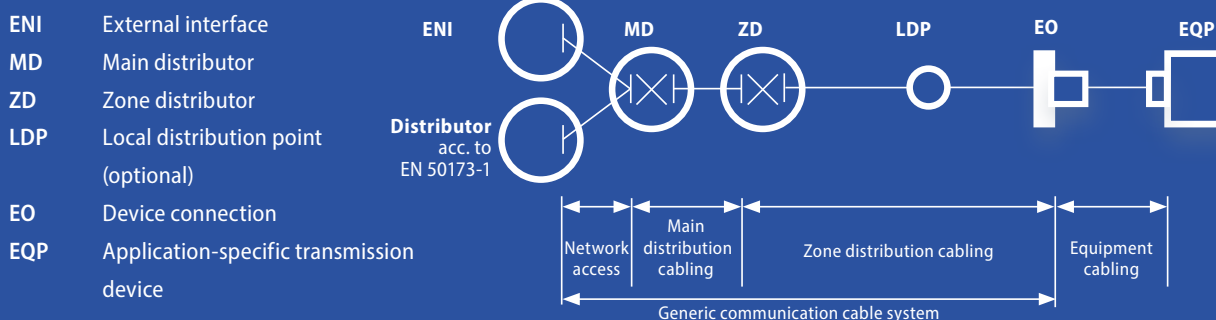 ENI External interface
MD Main distributor
ZD Zone distributor
LDP Local distribution point
(optional)
EO Device connection
EQP Application-specific transmission
device
ENI MD ZD LDP EO EQP
Distributor
acc. to
EN 50173-1
Network
access
Main
distribution
cabling
Zone distribution cabling
Equipment
cabling
Generic communication cable system